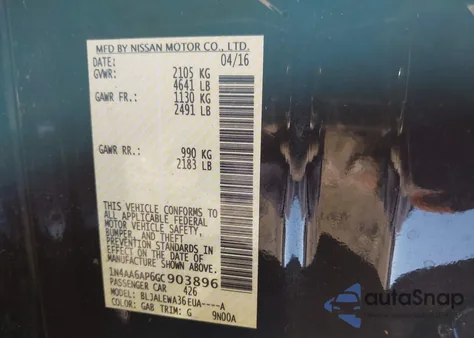 MFD BY NISSAN MOTOR CO., LTD.
04/16
GVWR: 2105 KG
4641 LB
GAWR FR.: 1130 KG
2491 LB
GAWR RR.: 990 KG
2183 LB
THIS VEHICLE CONFORMS TO
ALL APPLICABLE FEDERAL
MOTOR VEHICLE SAFETY,
BUMPER, AND THEFT
PREVENTION STANDARDS
IN EFFECT ON THE DATE OF
MANUFACTURE SHOWN ABOVE.
1N4AA6AP6GC903896
PASSENGER CAR 426
MODEL: BLJALEWA36EUA----A
COLOR: GAB TRIM: G 9N00A
autoSnap